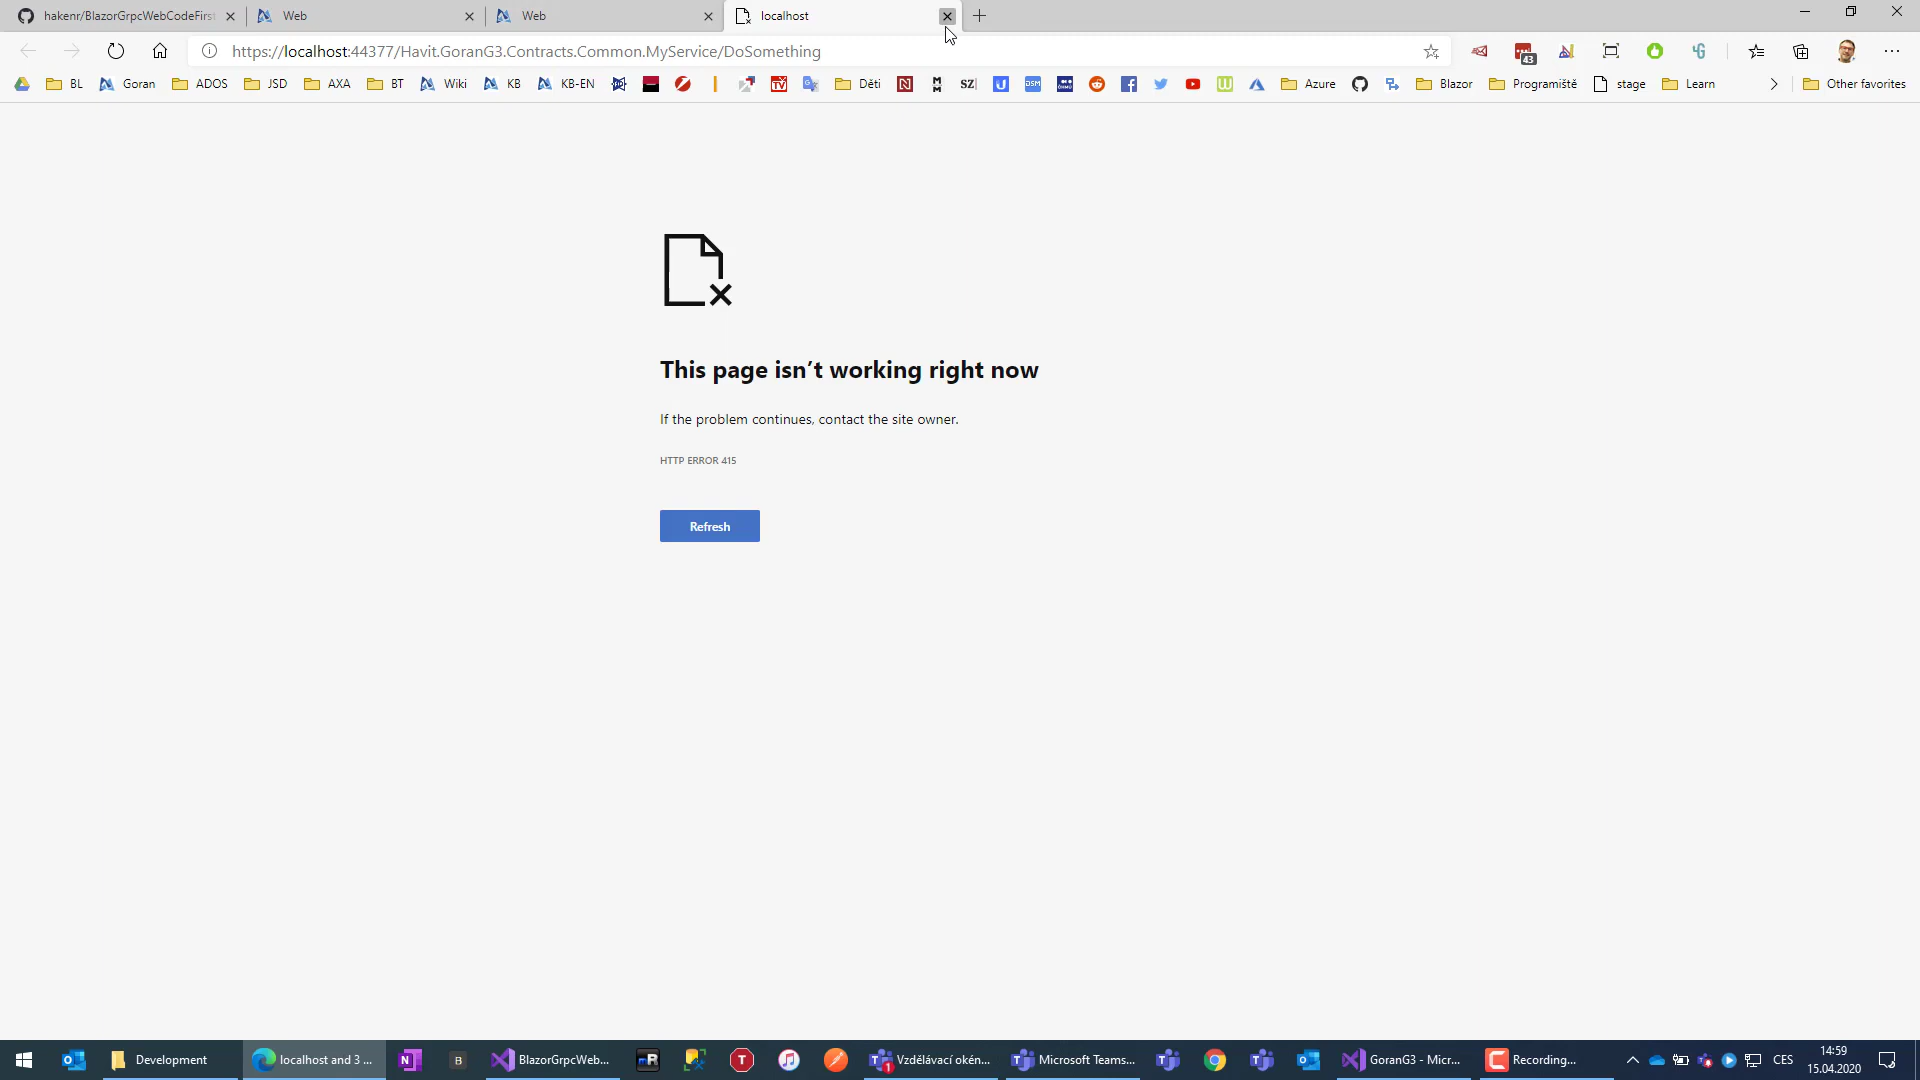 hakenr/BlazorGrpcWebCodeFirst
Web
Web
localhost
https://localhost:44377/Havit.GoranG3.Contracts.Common.MyService/DoSomething
43
BL
Goran
ADOS
JSD
AXA
BT
Wiki
KB
KB-EN
TV
Děti
N
SZ
Azure
Blazor
Programiště
stage
Learn
Other favorites
This page isn’t working right now
If the problem continues, contact the site owner.
HTTP ERROR 415
Refresh
Development
localhost and 3 ...
BlazorGrpcWeb...
Vzdělávací okén...
1
Microsoft Teams...
GoranG3 - Micr...
Recording...
CES
14:59
15.04.2020